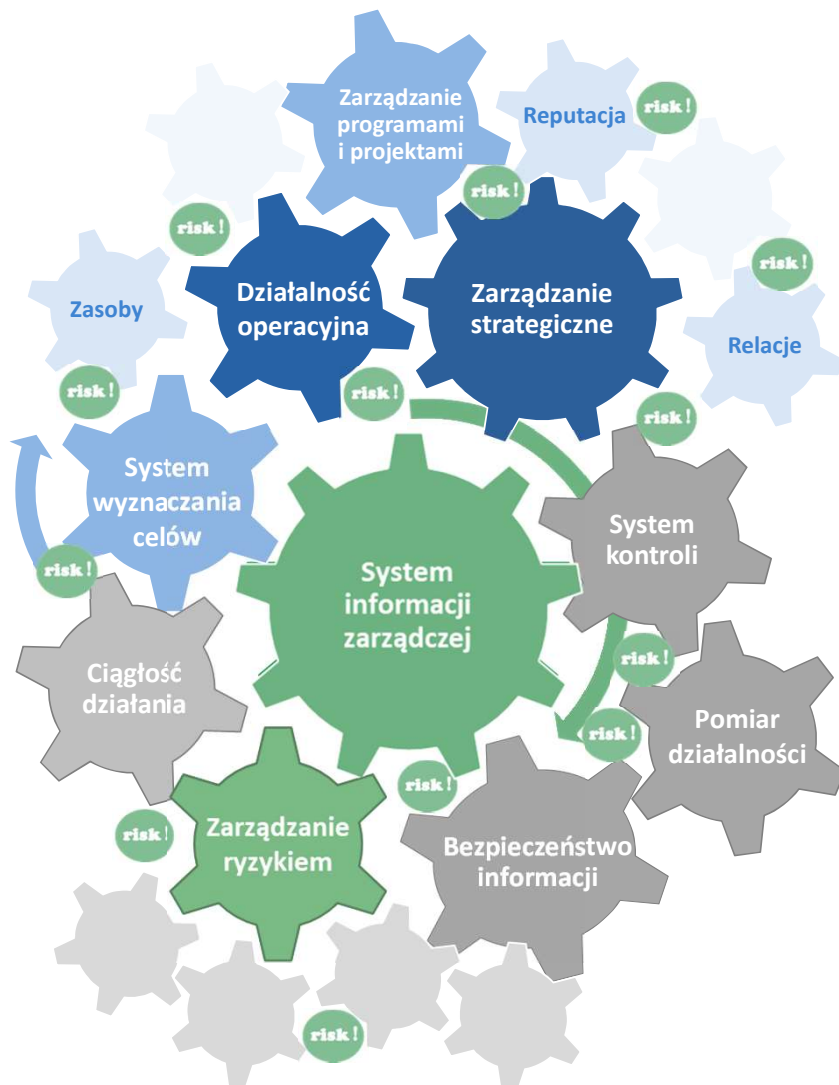 Zarządzanie
programami
i projektami
Reputacja
risk!
risk!
risk!
risk!
Działalność
operacyjna
Zarządzanie
strategiczne
Zasoby
Relacje
risk!
risk!
risk!
System
wyznaczania
celów
System
kontroli
risk!
System
informacji
zarządczej
Ciągłość
działania
risk!
risk!
Pomiar
działalności
risk!
risk!
Zarządzanie
ryzykiem
Bezpieczeństwo
informacji
risk!